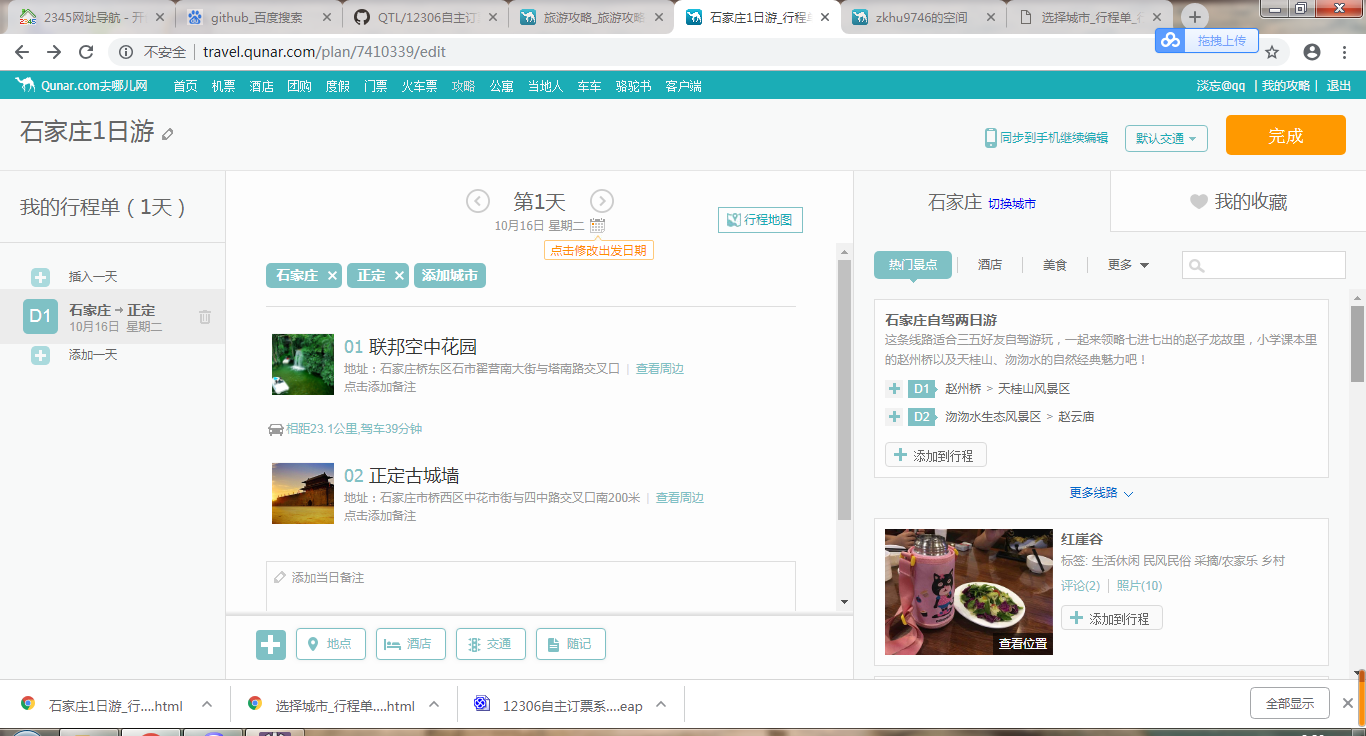 2345网址导航 - 开
github_百度搜索
QTL/12306自主订
旅游攻略_旅游攻略
石家庄1日游_行程
zkhu9746的空间
选择城市_行程单_
拖拽上传
不安全 travel.qunar.com/plan/7410339/edit
Qunar.com去哪儿网 首页 机票 酒店 团购 度假 门票 火车票 攻略 公寓 当地人 车车 骆驼书 客户端
淡忘@qq | 我的攻略 | 退出
石家庄1日游
同步到手机继续编辑
默认交通
完成
我的行程单（1天）
插入一天
D1
石家庄→正定
10月16日 星期二
添加一天
第1天
10月16日 星期二
点击修改出发日期
行程地图
石家庄 ×
正定 ×
添加城市
01 联邦空中花园
地址：石家庄桥东区石市翟营南大街与塔南路交叉口 | 查看周边
点击添加备注
相距23.1公里,驾车39分钟
02 正定古城墙
地址：石家庄市桥西区中花市街与四中路交叉口南200米 | 查看周边
点击添加备注
添加当日备注
地点
酒店
交通
随记
石家庄 切换城市
我的收藏
热门景点 酒店 美食 更多
石家庄自驾两日游
这条线路适合三五好友自驾游玩，一起来领略七进七出的赵子龙故里，小学课本里
的赵州桥以及天桂山、沕沕水的自然经典魅力吧！
D1 赵州桥 > 天桂山风景区
D2 沕沕水生态风景区 > 赵云庙
添加到行程
更多线路
查看位置
红崖谷
标签: 生活休闲 民风民俗 采摘/农家乐 乡村
评论(2) | 照片(10)
添加到行程
石家庄1日游_行....html
选择城市_行程单....html
12306自主订票系....eap
全部显示